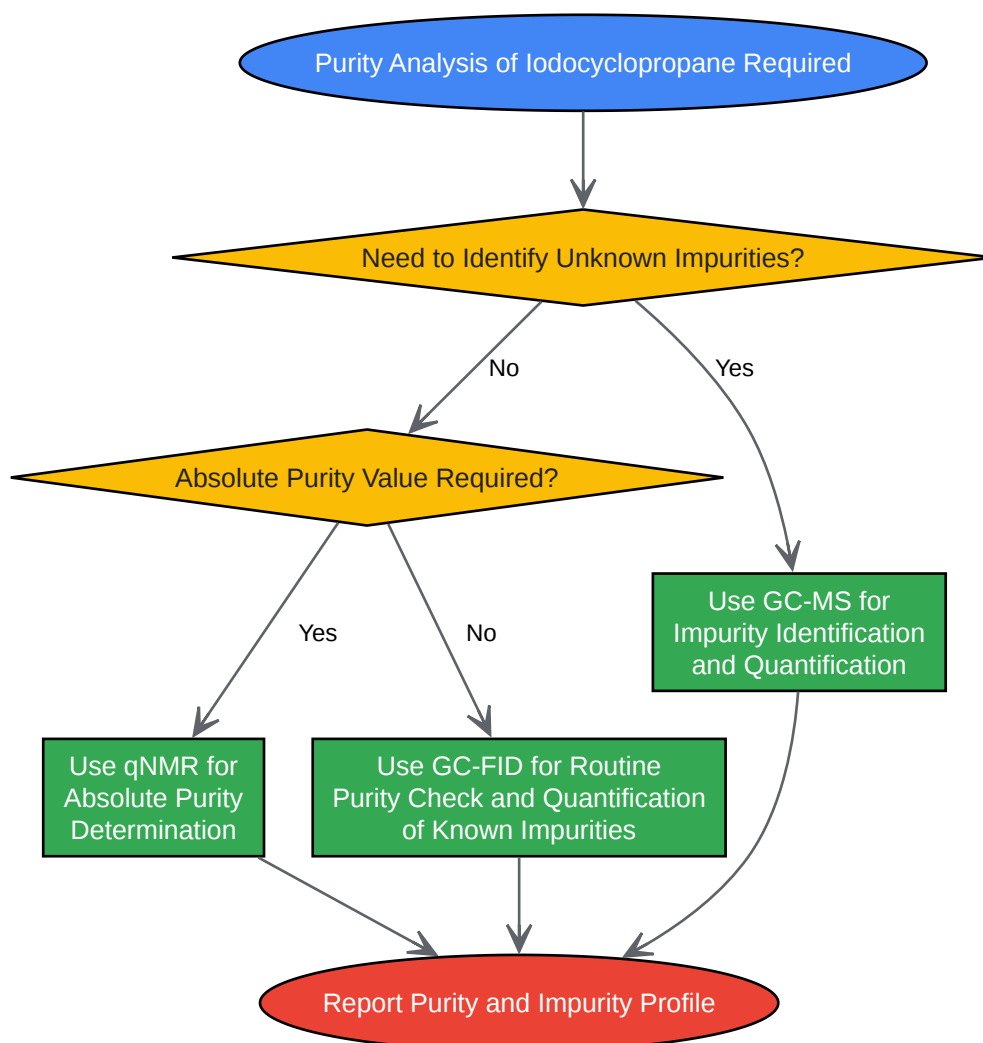 Purity Analysis of Iodocyclopropane Required
Need to Identify Unknown Impurities?
No
Yes
Absolute Purity Value Required?
Yes
No
Use GC-MS for
Impurity Identification
and Quantification
Use qNMR for
Absolute Purity
Determination
Use GC-FID for Routine
Purity Check and Quantification
of Known Impurities
Report Purity and Impurity Profile